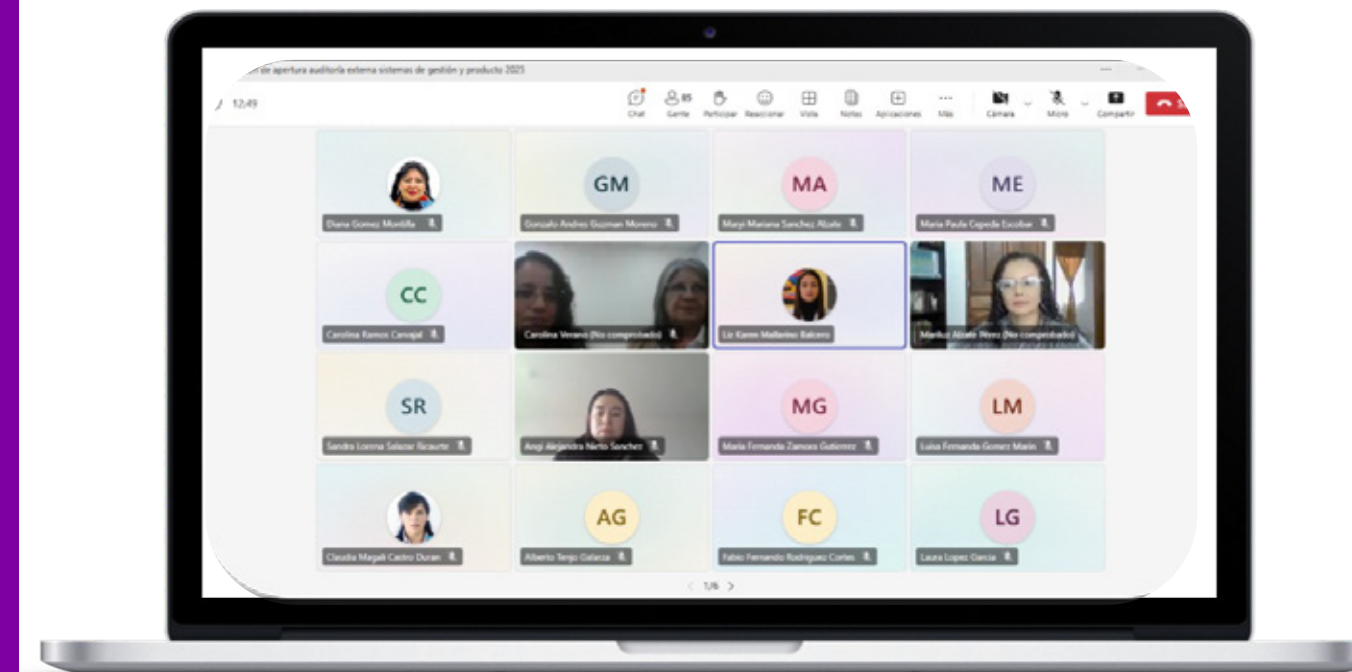 de apertura auditoría externa sistemas de gestión y producto 2025
12:49
85
Chat Gente Participar Reaccionar Vista Notas Aplicaciones Más Cámara Micro Compartir
GM MA ME
Diana Gomez Montilla Gonzalo Andres Guzman Moreno Maryi Mariana Sanchez Alzate Maria Paula Cepeda Escobar
CC
Carolina Ramos Carvajal Carolina Verano (No comprobado) Liz Karen Mallarino Balcero Mariluz Alzate Pérez (No comprobado)
SR MG LM
Sandra Lorena Salazar Ricaurte Angi Alejandra Nieto Sanchez Maria Fernanda Zamora Gutierrez Luisa Fernanda Gomez Marin
AG FC LG
Claudia Magali Castro Duran Alberto Tenjo Galarza Fabio Fernando Rodriguez Cortes Laura Lopez Garcia
1/6